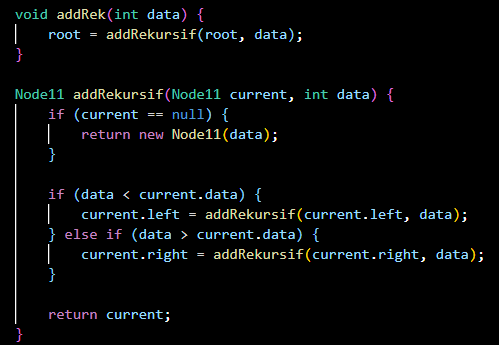 void addRek(int data) {
    root = addRekursif(root, data);
}

Node11 addRekursif(Node11 current, int data) {
    if (current == null) {
        return new Node11(data);
    }

    if (data < current.data) {
        current.left = addRekursif(current.left, data);
    } else if (data > current.data) {
        current.right = addRekursif(current.right, data);
    }

    return current;
}